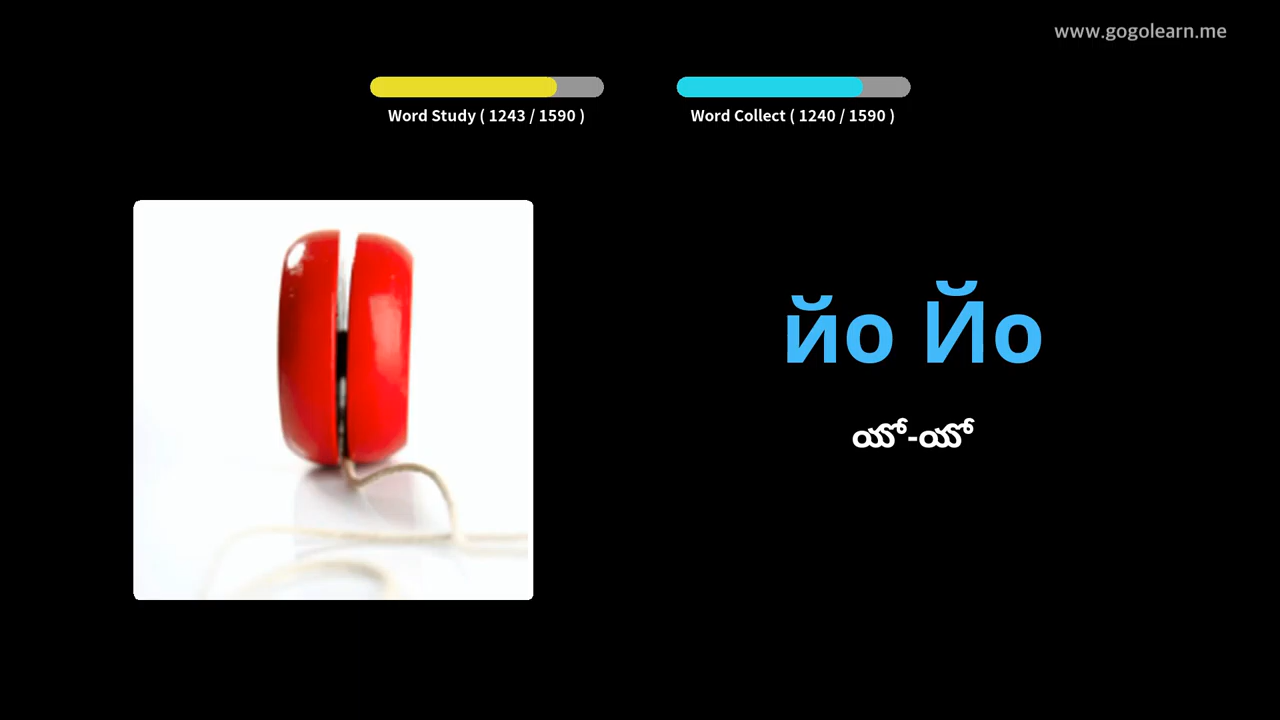 www.gogolearn.me
Word Study ( 1243 / 1590 )
Word Collect ( 1240 / 1590 )
йо Йо
యో-యో